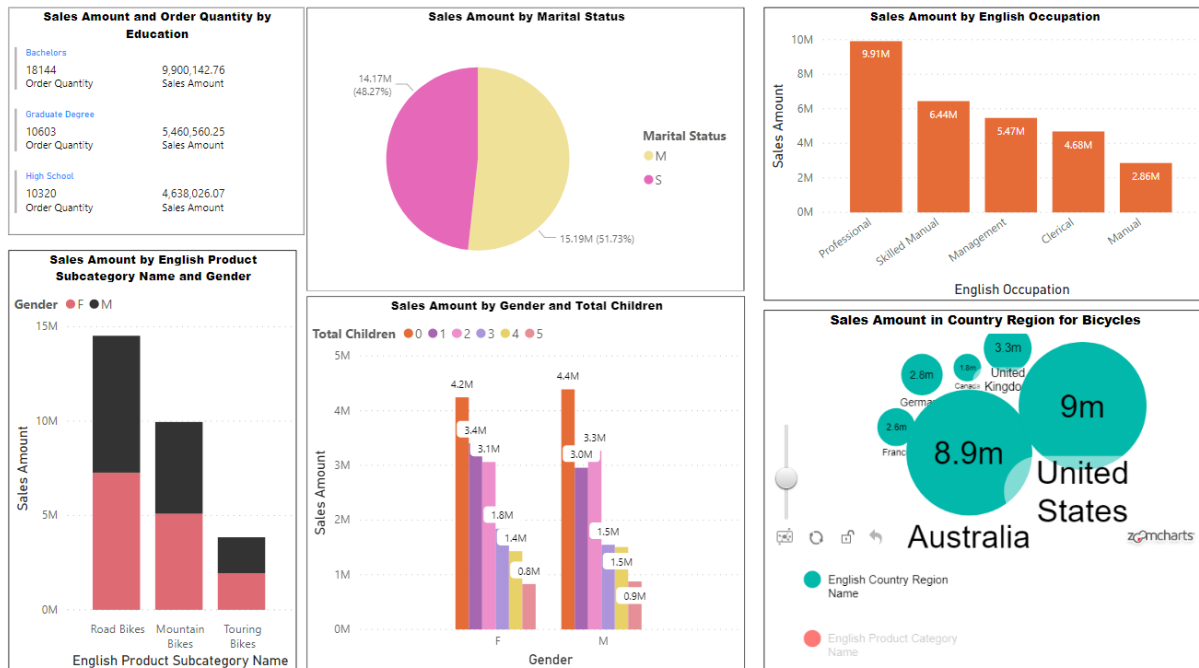 Sales Amount and Order Quantity by
Education
Bachelors
18144
9,900,142.76
Order Quantity
Sales Amount
Graduate Degree
10603
5,460,560.25
Order Quantity
Sales Amount
High School
10320
4,638,026.07
Order Quantity
Sales Amount
Sales Amount by Marital Status
14.17M
(48.27%)
15.19M (51.73%)
Marital Status
M
S
Sales Amount by English Occupation
Sales Amount
10M
8M
6M
4M
2M
0M
9.91M
6.44M
5.47M
4.68M
2.86M
Professional
Skilled Manual
Management
Clerical
Manual
English Occupation
Sales Amount by English Product
Subcategory Name and Gender
Gender F M
Sales Amount
15M
10M
5M
0M
Road Bikes
Mountain
Bikes
Touring
Bikes
English Product Subcategory Name
Sales Amount by Gender and Total Children
Total Children 0 1 2 3 4 5
Sales Amount
5M
4M
3M
2M
1M
0M
4.2M
3.4M
3.1M
1.8M
1.4M
0.8M
4.4M
3.0M
3.3M
1.5M
1.5M
0.9M
F
M
Gender
Sales Amount in Country Region for Bicycles
3.3m
United
Kingdo
1.8m
Canada
2.8m
Germa
2.6m
Franc
8.9m
Australia
9m
United
States
zoomcharts
English Country Region
Name
English Product Category
Name